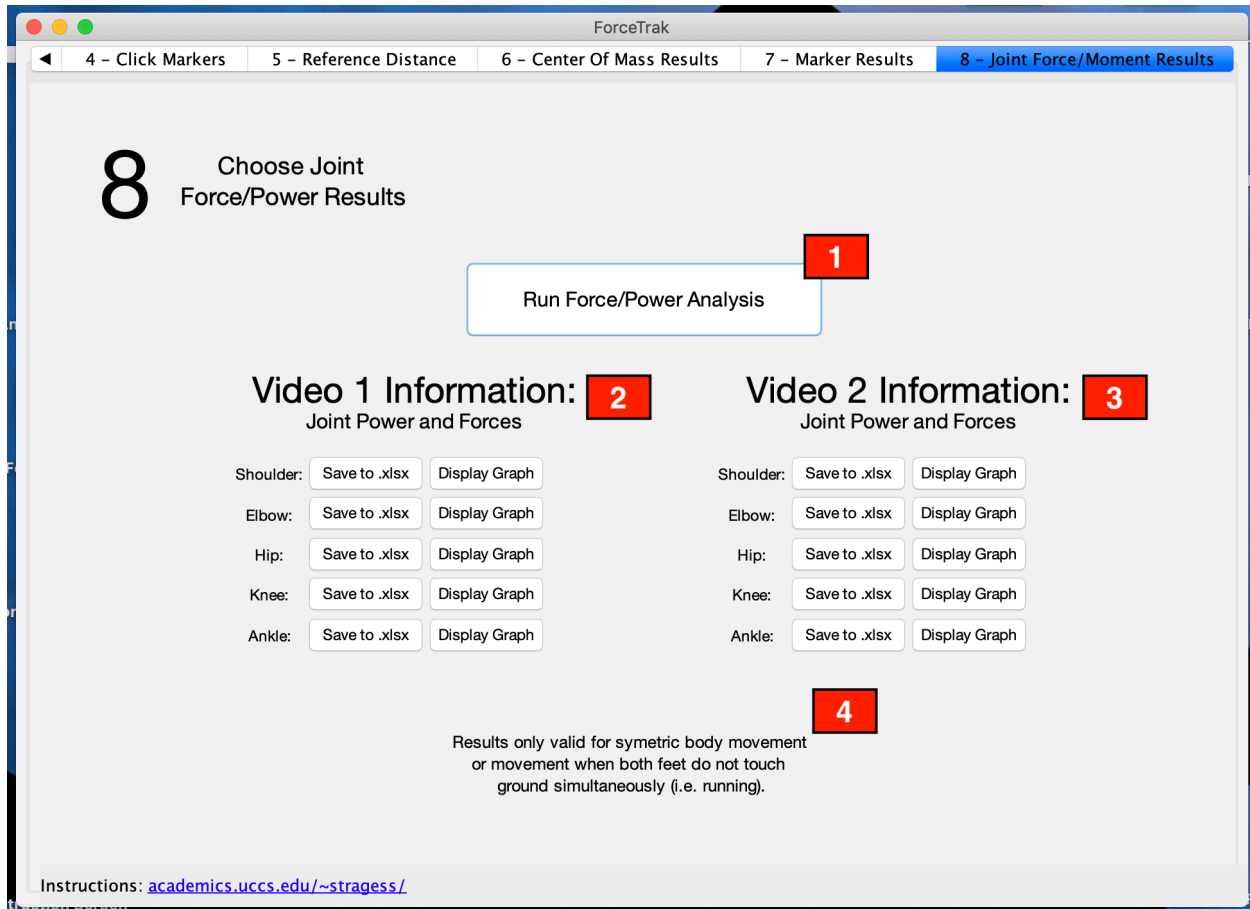 ForceTrak
◀ 4 – Click Markers 5 – Reference Distance 6 – Center Of Mass Results 7 – Marker Results 8 – Joint Force/Moment Results
8
Choose Joint
Force/Power Results
1
Run Force/Power Analysis
Video 1 Information: 2
Joint Power and Forces
Shoulder: Save to .xlsx Display Graph
Elbow: Save to .xlsx Display Graph
Hip: Save to .xlsx Display Graph
Knee: Save to .xlsx Display Graph
Ankle: Save to .xlsx Display Graph
Video 2 Information: 3
Joint Power and Forces
Shoulder: Save to .xlsx Display Graph
Elbow: Save to .xlsx Display Graph
Hip: Save to .xlsx Display Graph
Knee: Save to .xlsx Display Graph
Ankle: Save to .xlsx Display Graph
4
Results only valid for symetric body movement
or movement when both feet do not touch
ground simultaneously (i.e. running).
Instructions: academics.uccs.edu/~stragess/